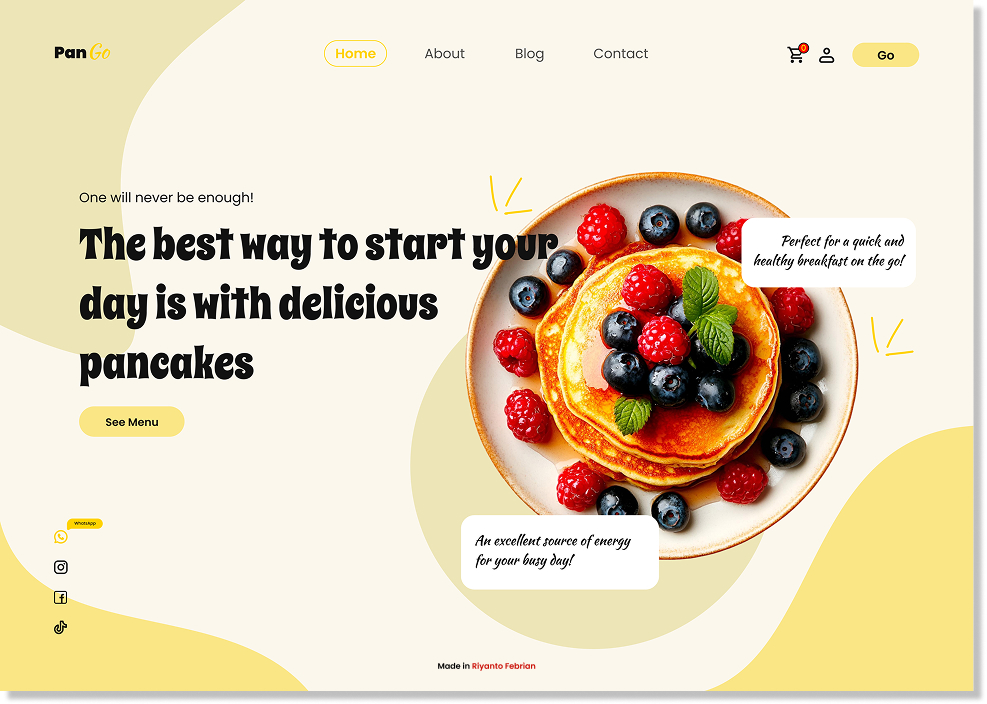 Pan Go
Home
About
Blog
Contact
0
Go
One will never be enough!
The best way to start your
day is with delicious
pancakes
See Menu
Perfect for a quick and
healthy breakfast on the go!
An excellent source of energy
for your busy day!
WhatsApp
Made in Riyanto Febrian